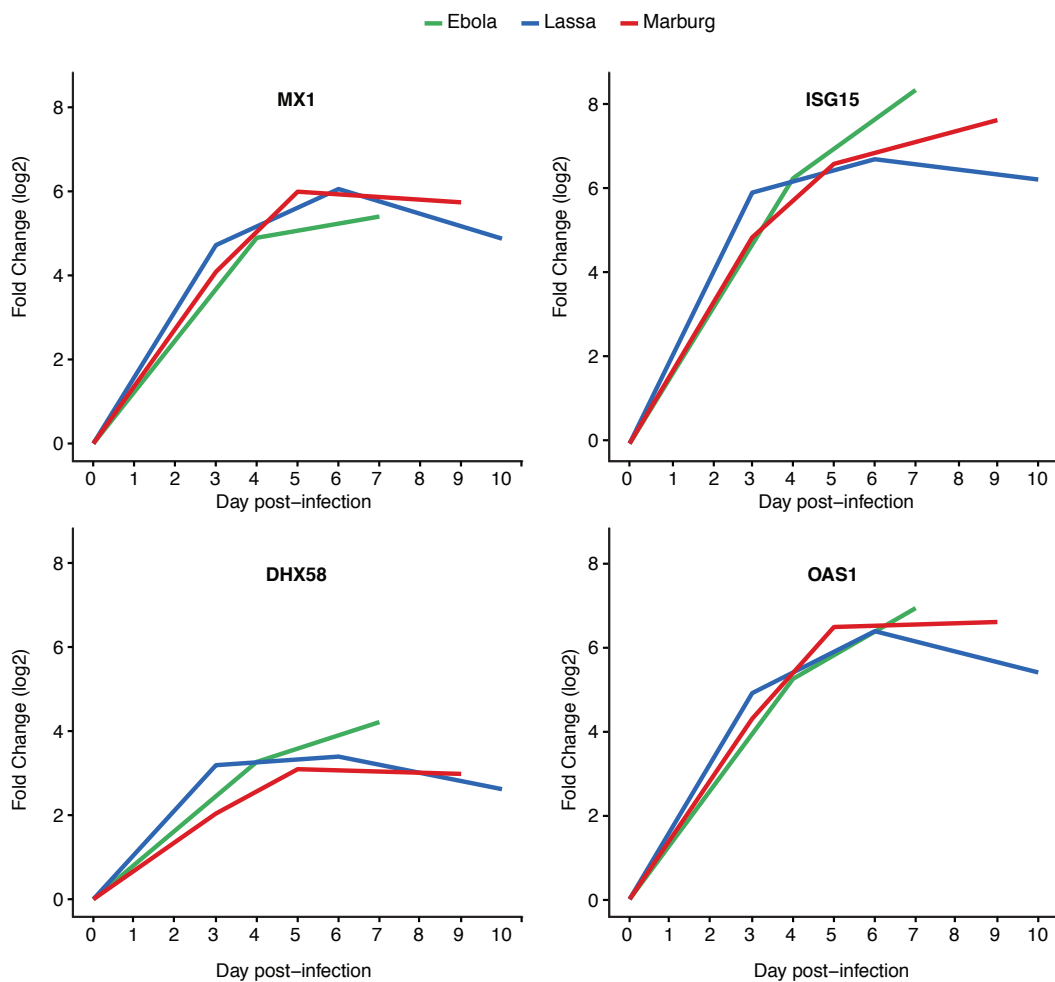 Ebola Lassa Marburg
MX1
Fold Change (log2)
8
6
4
2
0
0 1 2 3 4 5 6 7 8 9 10
Day post–infection
ISG15
Fold Change (log2)
8
6
4
2
0
0 1 2 3 4 5 6 7 8 9 10
Day post–infection
DHX58
Fold Change (log2)
8
6
4
2
0
0 1 2 3 4 5 6 7 8 9 10
Day post–infection
OAS1
Fold Change (log2)
8
6
4
2
0
0 1 2 3 4 5 6 7 8 9 10
Day post–infection